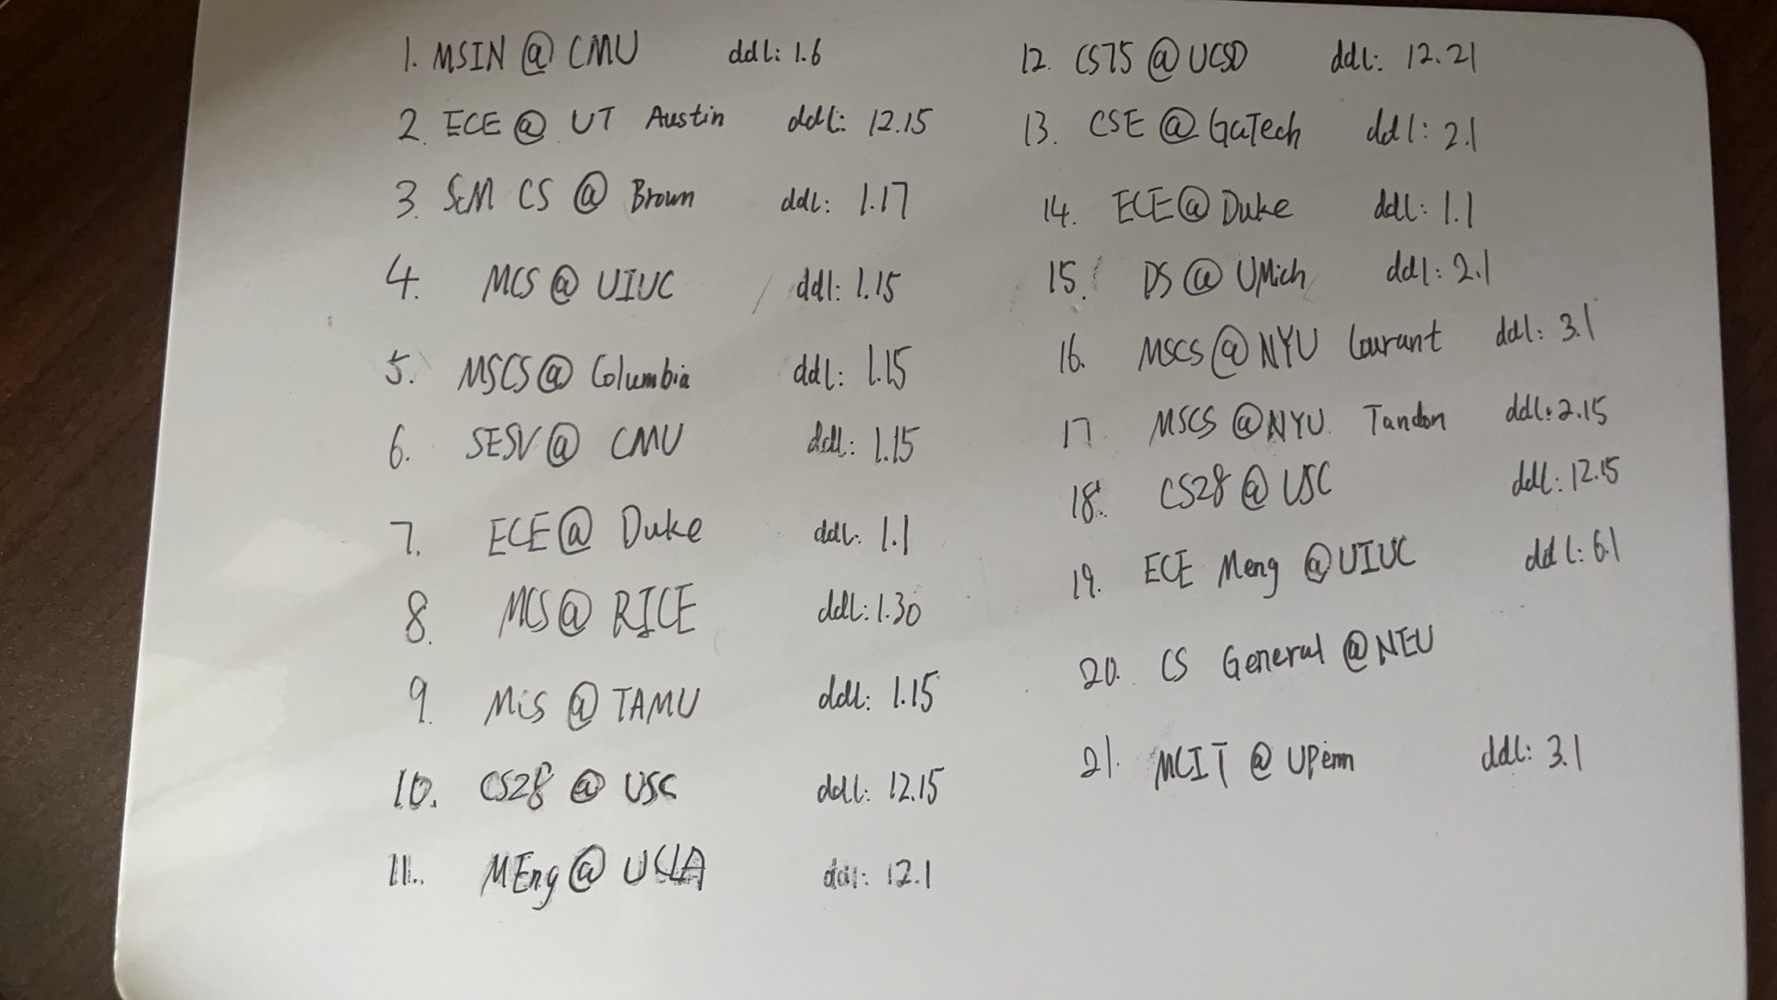 1. MSIN @ CMU ddl: 1.6
2. ECE @ UT Austin ddl: 12.15
3. ScM CS @ Brown ddl: 1.17
4. MCS @ UIUC ddl: 1.15
5. MSCS @ Columbia ddl: 1.15
6. SESV @ CMU ddl: 1.15
7. ECE @ Duke ddl: 1.1
8. MCS @ RICE ddl: 1.30
9. MiS @ TAMU ddl: 1.15
10. CS28 @ USC ddl: 12.15
11. MEng @ UCLA ddl: 12.1
12. CS75 @ UCSD ddl: 12.21
13. CSE @ GaTech ddl: 2.1
14. ECE @ Duke ddl: 1.1
15. DS @ UMich ddl: 2.1
16. MSCS @ NYU Courant ddl: 3.1
17 MSCS @ NYU. Tandon ddl: 2.15
18. CS28 @ USC ddl: 12.15
19. ECE Meng @ UIUC ddl: 6.1
20. CS General @ NEU
21. MCIT @ UPenn ddl: 3.1